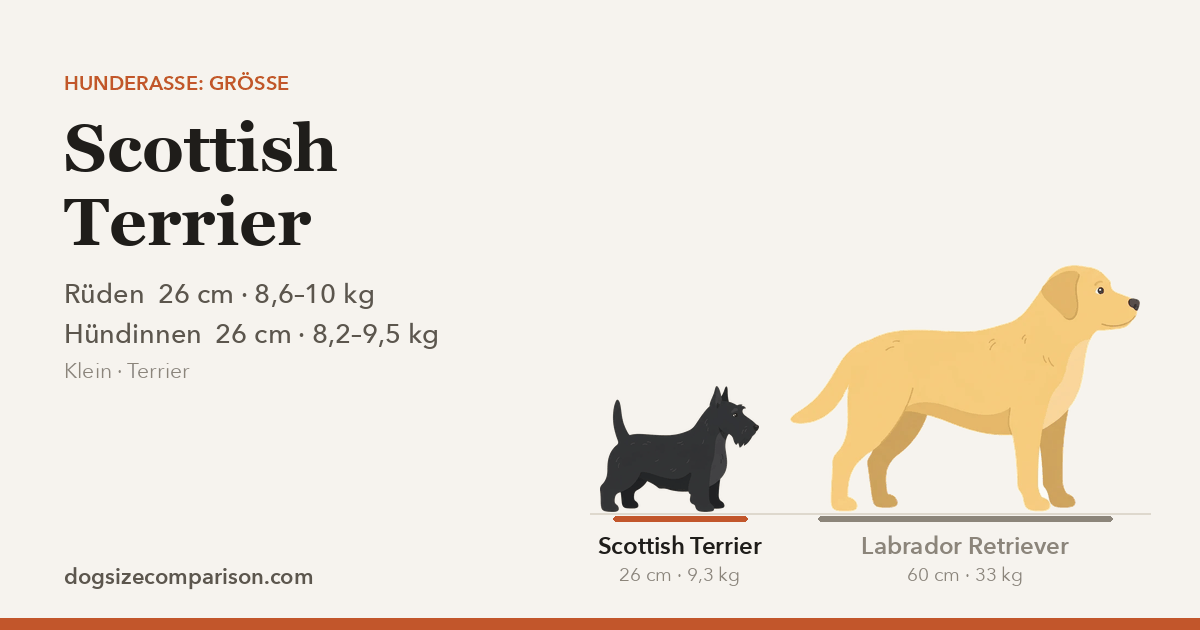 HUNDERASSE: GRÖSSE
Scottish
Terrier
Rüden 26 cm · 8,6–10 kg
Hündinnen 26 cm · 8,2–9,5 kg
Klein · Terrier
Scottish Terrier
26 cm · 9,3 kg
Labrador Retriever
60 cm · 33 kg
dogsizecomparison.com